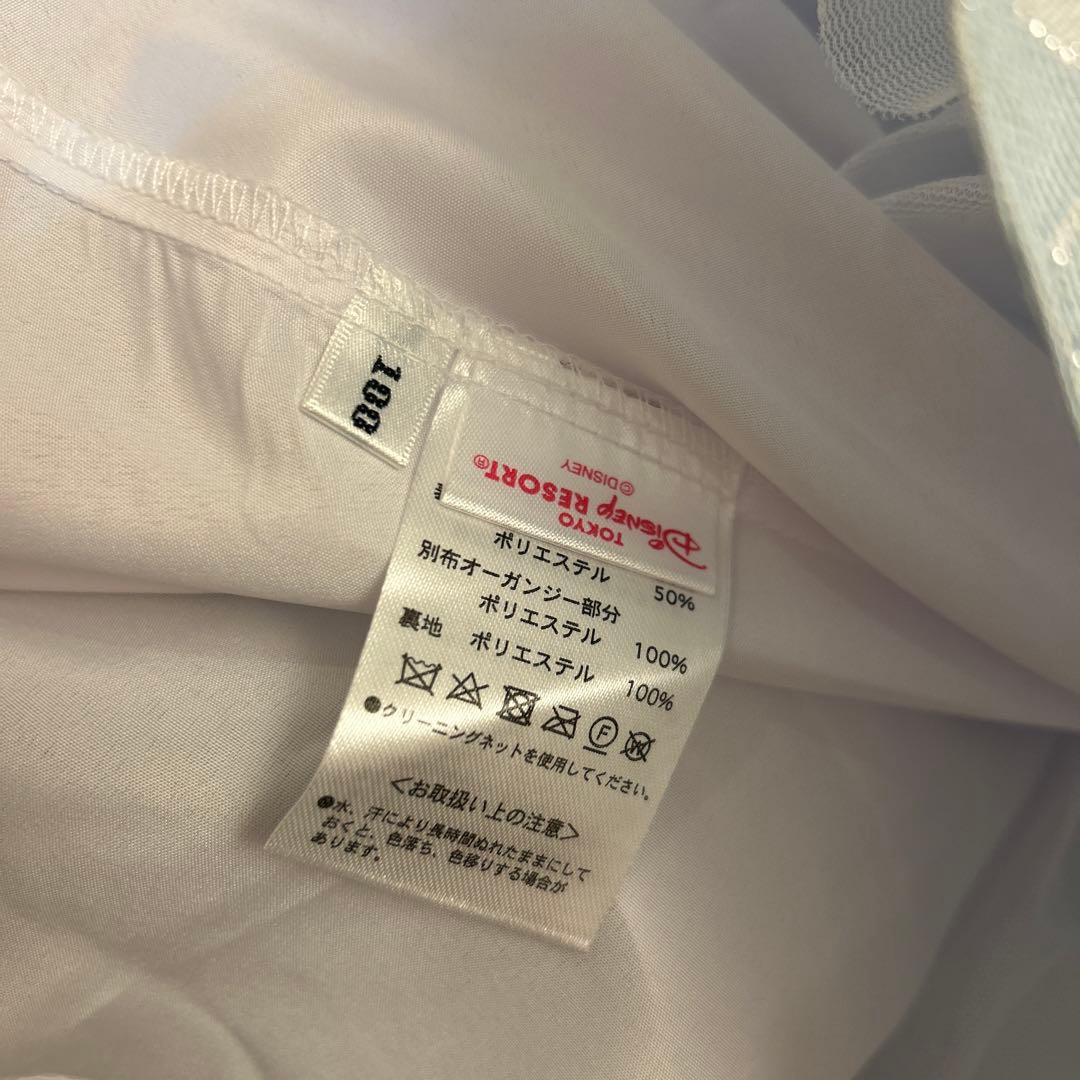 100
TOKYO
Disney RESORT®
©DISNEY
ポリエステル 50%
別布オーガンジー部分
ポリエステル 100%
裏地 ポリエステル 100%
F
W
●クリーニングネットを使用してください。
<お取扱い上の注意>
●水、汗により長時間ぬれたままにして
おくと、色落ち、色移りする場合が
あります。